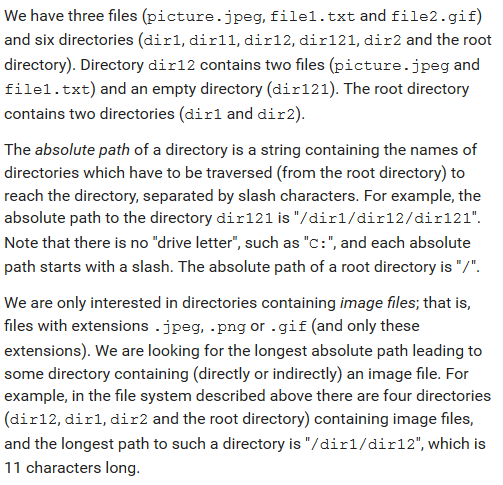 We have three files (picture.jpeg, file1.txt and file2.gif)
and six directories (dir1, dir11, dir12, dir121, dir2 and the root
directory). Directory dir12 contains two files (picture.jpeg and
file1.txt) and an empty directory (dir121). The root directory
contains two directories (dir1 and dir2).
The absolute path of a directory is a string containing the names of
directories which have to be traversed (from the root directory) to
reach the directory, separated by slash characters. For example, the
absolute path to the directory dir121 is "/dir1/dir12/dir121".
Note that there is no "drive letter", such as "C:", and each absolute
path starts with a slash. The absolute path of a root directory is "/".
We are only interested in directories containing image files; that is,
files with extensions .jpeg, .png or .gif (and only these
extensions). We are looking for the longest absolute path leading to
some directory containing (directly or indirectly) an image file. For
example, in the file system described above there are four directories
(dir12, dir1, dir2 and the root directory) containing image files,
and the longest path to such a directory is "/dir1/dir12", which is
11 characters long.